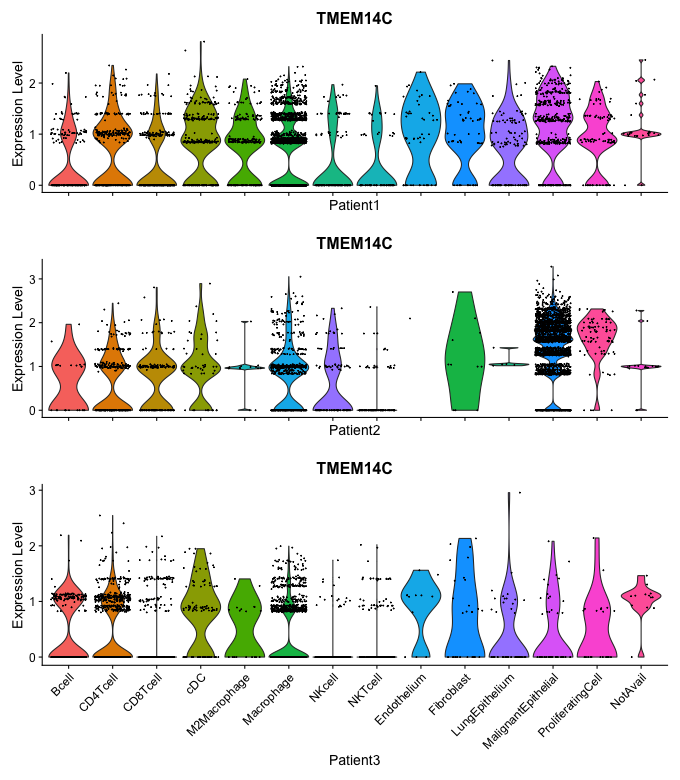 TMEM14C
Expression Level
2
1
0
Patient1
TMEM14C
Expression Level
3
2
1
0
Patient2
TMEM14C
Expression Level
3
2
1
0
Bcell
CD4Tcell
CD8Tcell
cDC
M2Macrophage
Macrophage
NKcell
NKTcell
Endothelium
Fibroblast
LungEpithelium
MalignantEpithelial
ProliferatingCell
NotAvail
Patient3